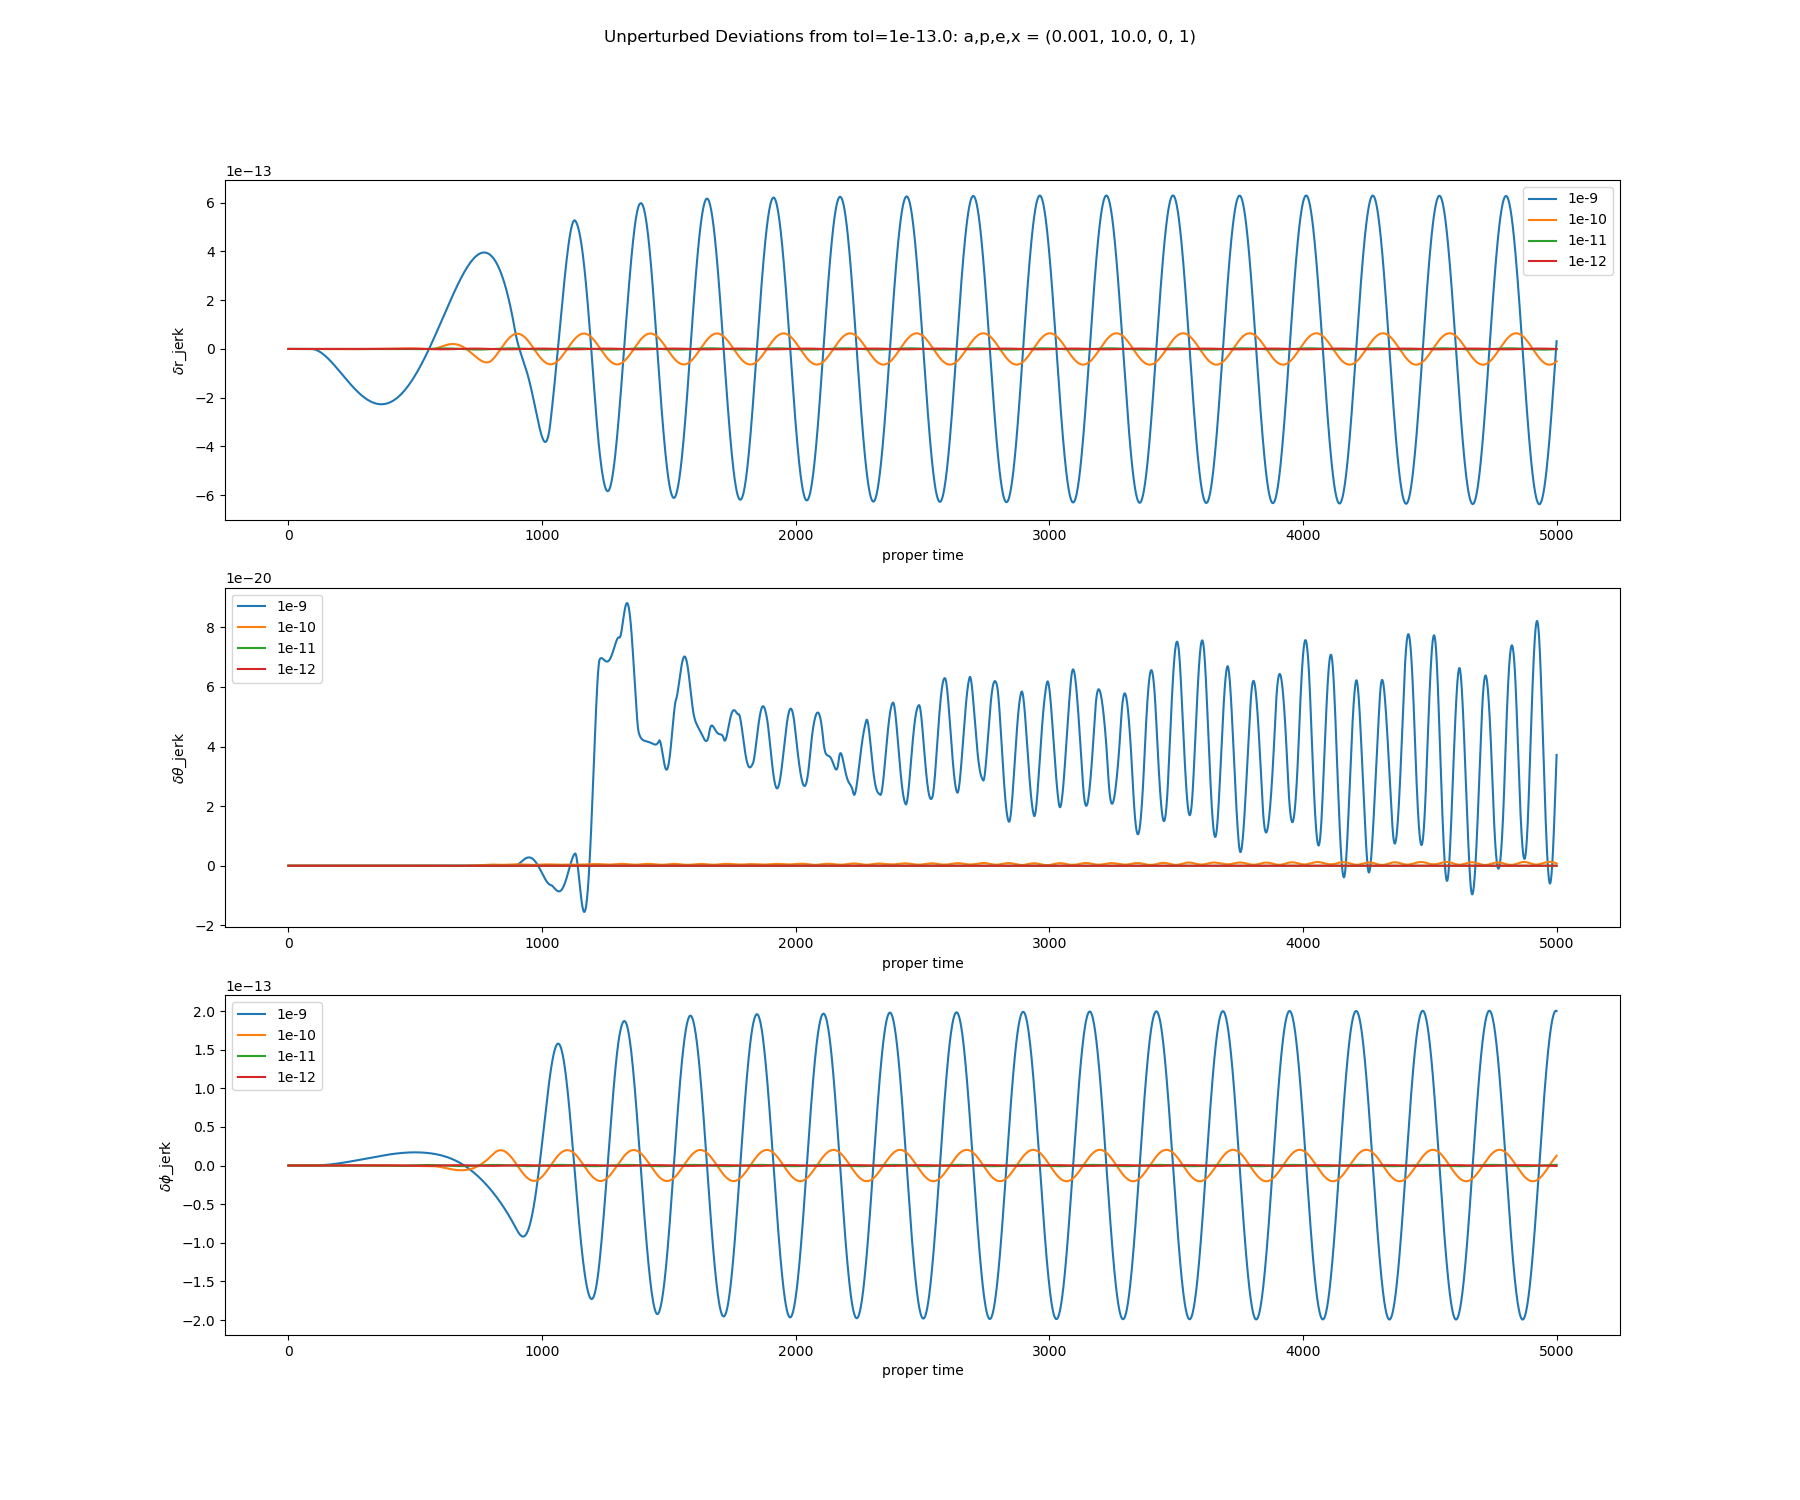 Unperturbed Deviations from tol=1e-13.0: a,p,e,x = (0.001, 10.0, 0, 1)
1e−13
6
4
2
0
−2
−4
−6
δr_jerk
0 1000 2000 3000 4000 5000
proper time
1e-9
1e-10
1e-11
1e-12
1e−20
8
6
4
2
0
−2
δθ_jerk
0 1000 2000 3000 4000 5000
proper time
1e-9
1e-10
1e-11
1e-12
1e−13
2.0
1.5
1.0
0.5
0.0
−0.5
−1.0
−1.5
−2.0
δϕ_jerk
0 1000 2000 3000 4000 5000
proper time
1e-9
1e-10
1e-11
1e-12